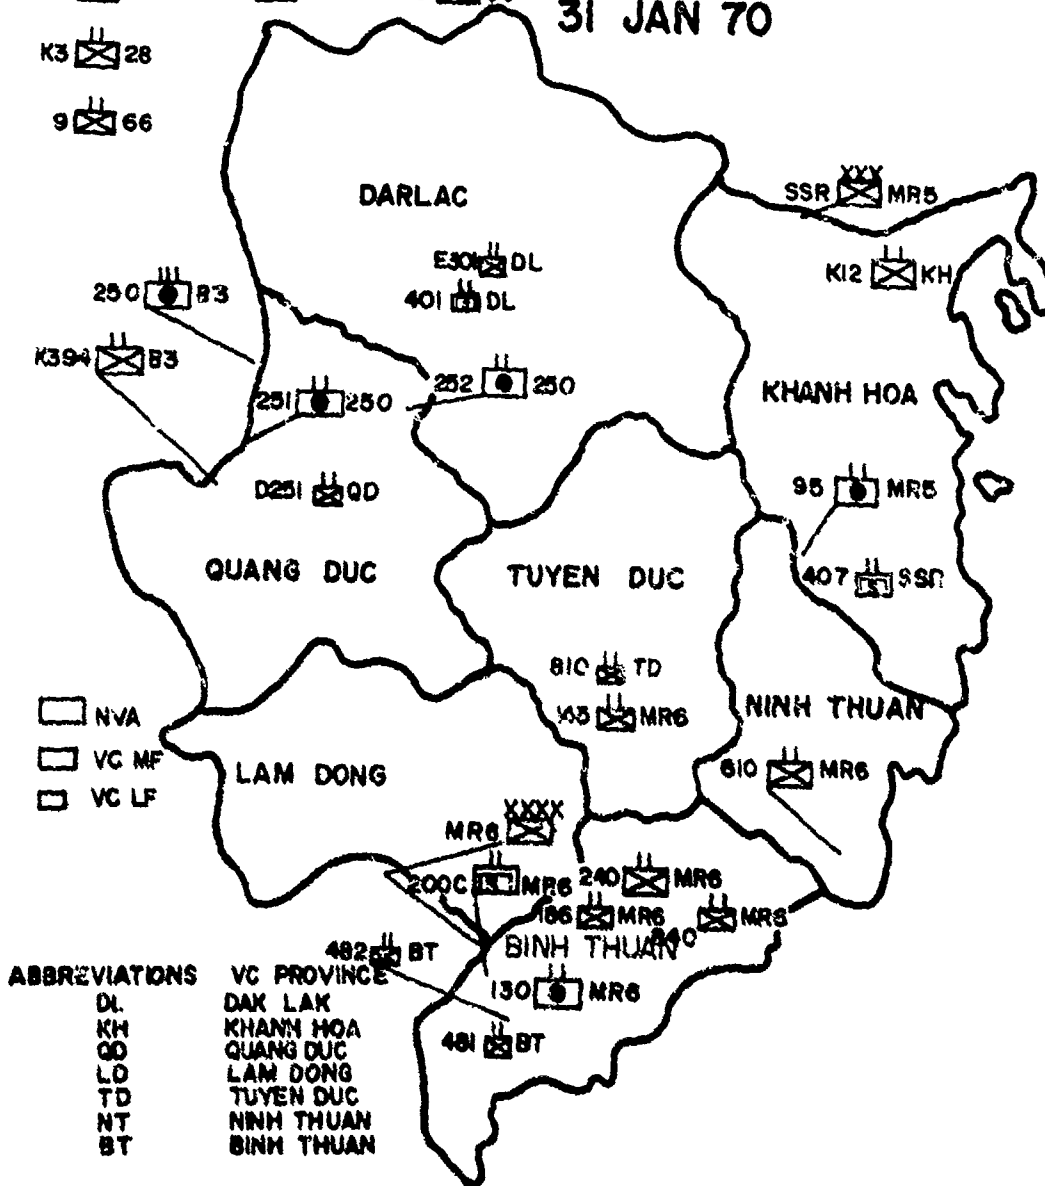 31 JAN 70
K3 28
9 66
DARLAC
SSR XXX MR5
E301 DL
K12 KH
250 B3
401 DL
K394 B3
252 250
251 250
KHANH HOA
D251 QD
95 MR5
QUANG DUC
TUYEN DUC
407 SSR
810 TD
MR6
NVA
NINH THUAN
VC MF
LAM DONG
610 MR6
VC LF
XXXX
MR6
200C MR6
240 MR6
186 MR6
840 MR6
482 BT
BINH THUAN
130 MR6
481 BT
ABBREVIATIONS VC PROVINCE
DL DAK LAK
KH KHANH HOA
QD QUANG DUC
LD LAM DONG
TD TUYEN DUC
NT NINH THUAN
BT BINH THUAN